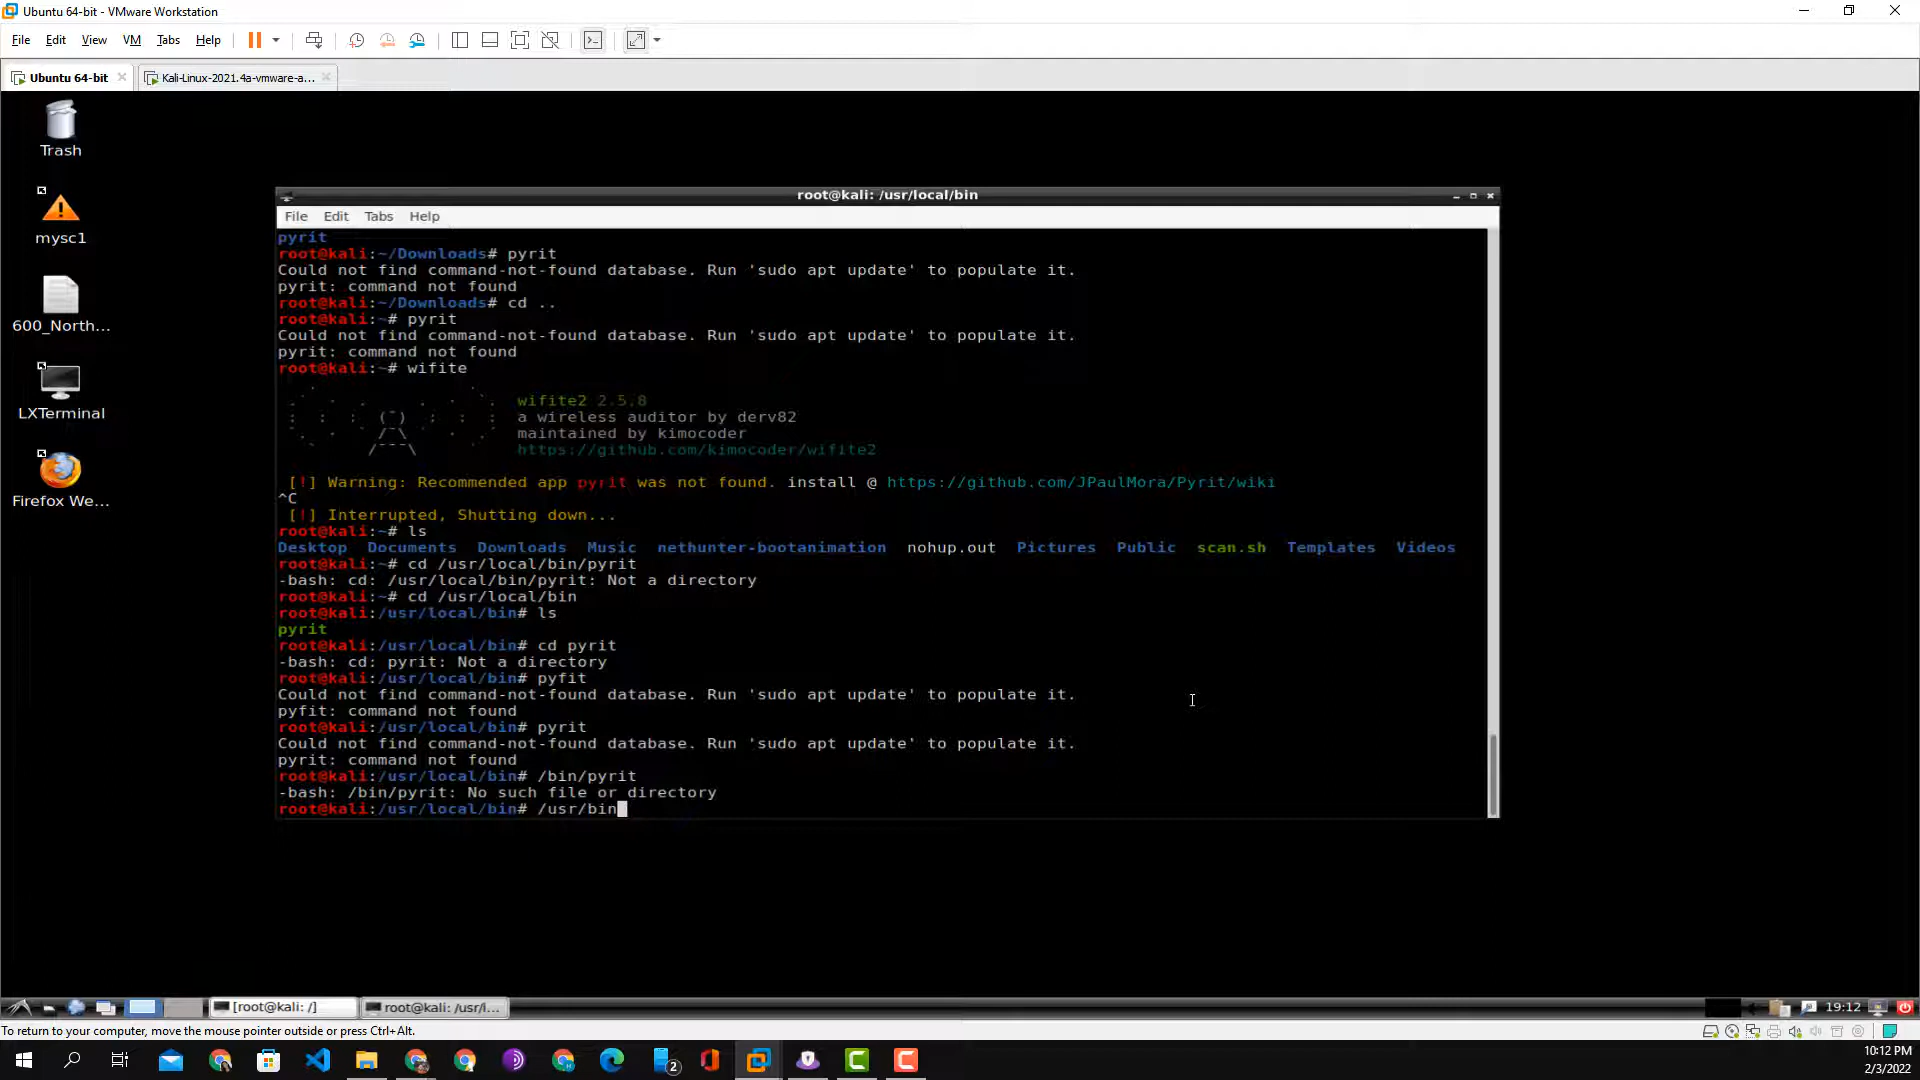 Ubuntu 64-bit - VMware Workstation
File Edit View VM Tabs Help
Ubuntu 64-bit
Kali-Linux-2021.4a-vmware-a...
Trash
mysc1
600_North...
LXTerminal
Firefox We...
root@kali: /usr/local/bin
File Edit Tabs Help
pyrit
root@kali:~/Downloads# pyrit
Could not find command-not-found database. Run 'sudo apt update' to populate it.
pyrit: command not found
root@kali:~/Downloads# cd ..
root@kali:~# pyrit
Could not find command-not-found database. Run 'sudo apt update' to populate it.
pyrit: command not found
root@kali:~# wifite
wifite2 2.5.8
a wireless auditor by derv82
maintained by kimocoder
https://github.com/kimocoder/wifite2
[!] Warning: Recommended app pyrit was not found. install @ https://github.com/JPaulMora/Pyrit/wiki
^C
[!] Interrupted, Shutting down...
root@kali:~# ls
Desktop Documents Downloads Music nethunter-bootanimation nohup.out Pictures Public scan.sh Templates Videos
root@kali:~# cd /usr/local/bin/pyrit
-bash: cd: /usr/local/bin/pyrit: Not a directory
root@kali:~# cd /usr/local/bin
root@kali:/usr/local/bin# ls
pyrit
root@kali:/usr/local/bin# cd pyrit
-bash: cd: pyrit: Not a directory
root@kali:/usr/local/bin# pyfit
Could not find command-not-found database. Run 'sudo apt update' to populate it.
pyfit: command not found
root@kali:/usr/local/bin# pyrit
Could not find command-not-found database. Run 'sudo apt update' to populate it.
pyrit: command not found
root@kali:/usr/local/bin# /bin/pyrit
-bash: /bin/pyrit: No such file or directory
root@kali:/usr/local/bin# /usr/bin
[root@kali: /]
root@kali: /usr/l...
19:12
To return to your computer, move the mouse pointer outside or press Ctrl+Alt.
2
10:12 PM
2/3/2022